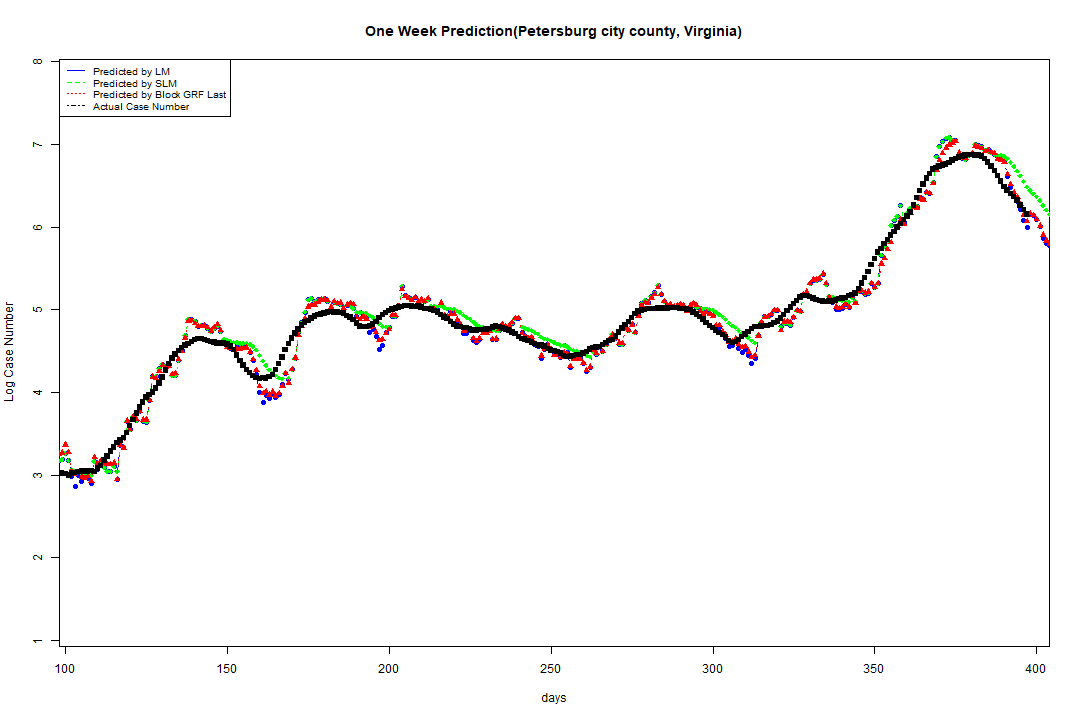 One Week Prediction(Petersburg city county, Virginia)
Predicted by LM
Predicted by SLM
Predicted by Block GRF Last
Actual Case Number
8
7
6
5
4
3
2
1
Log Case Number
100 150 200 250 300 350 400
days